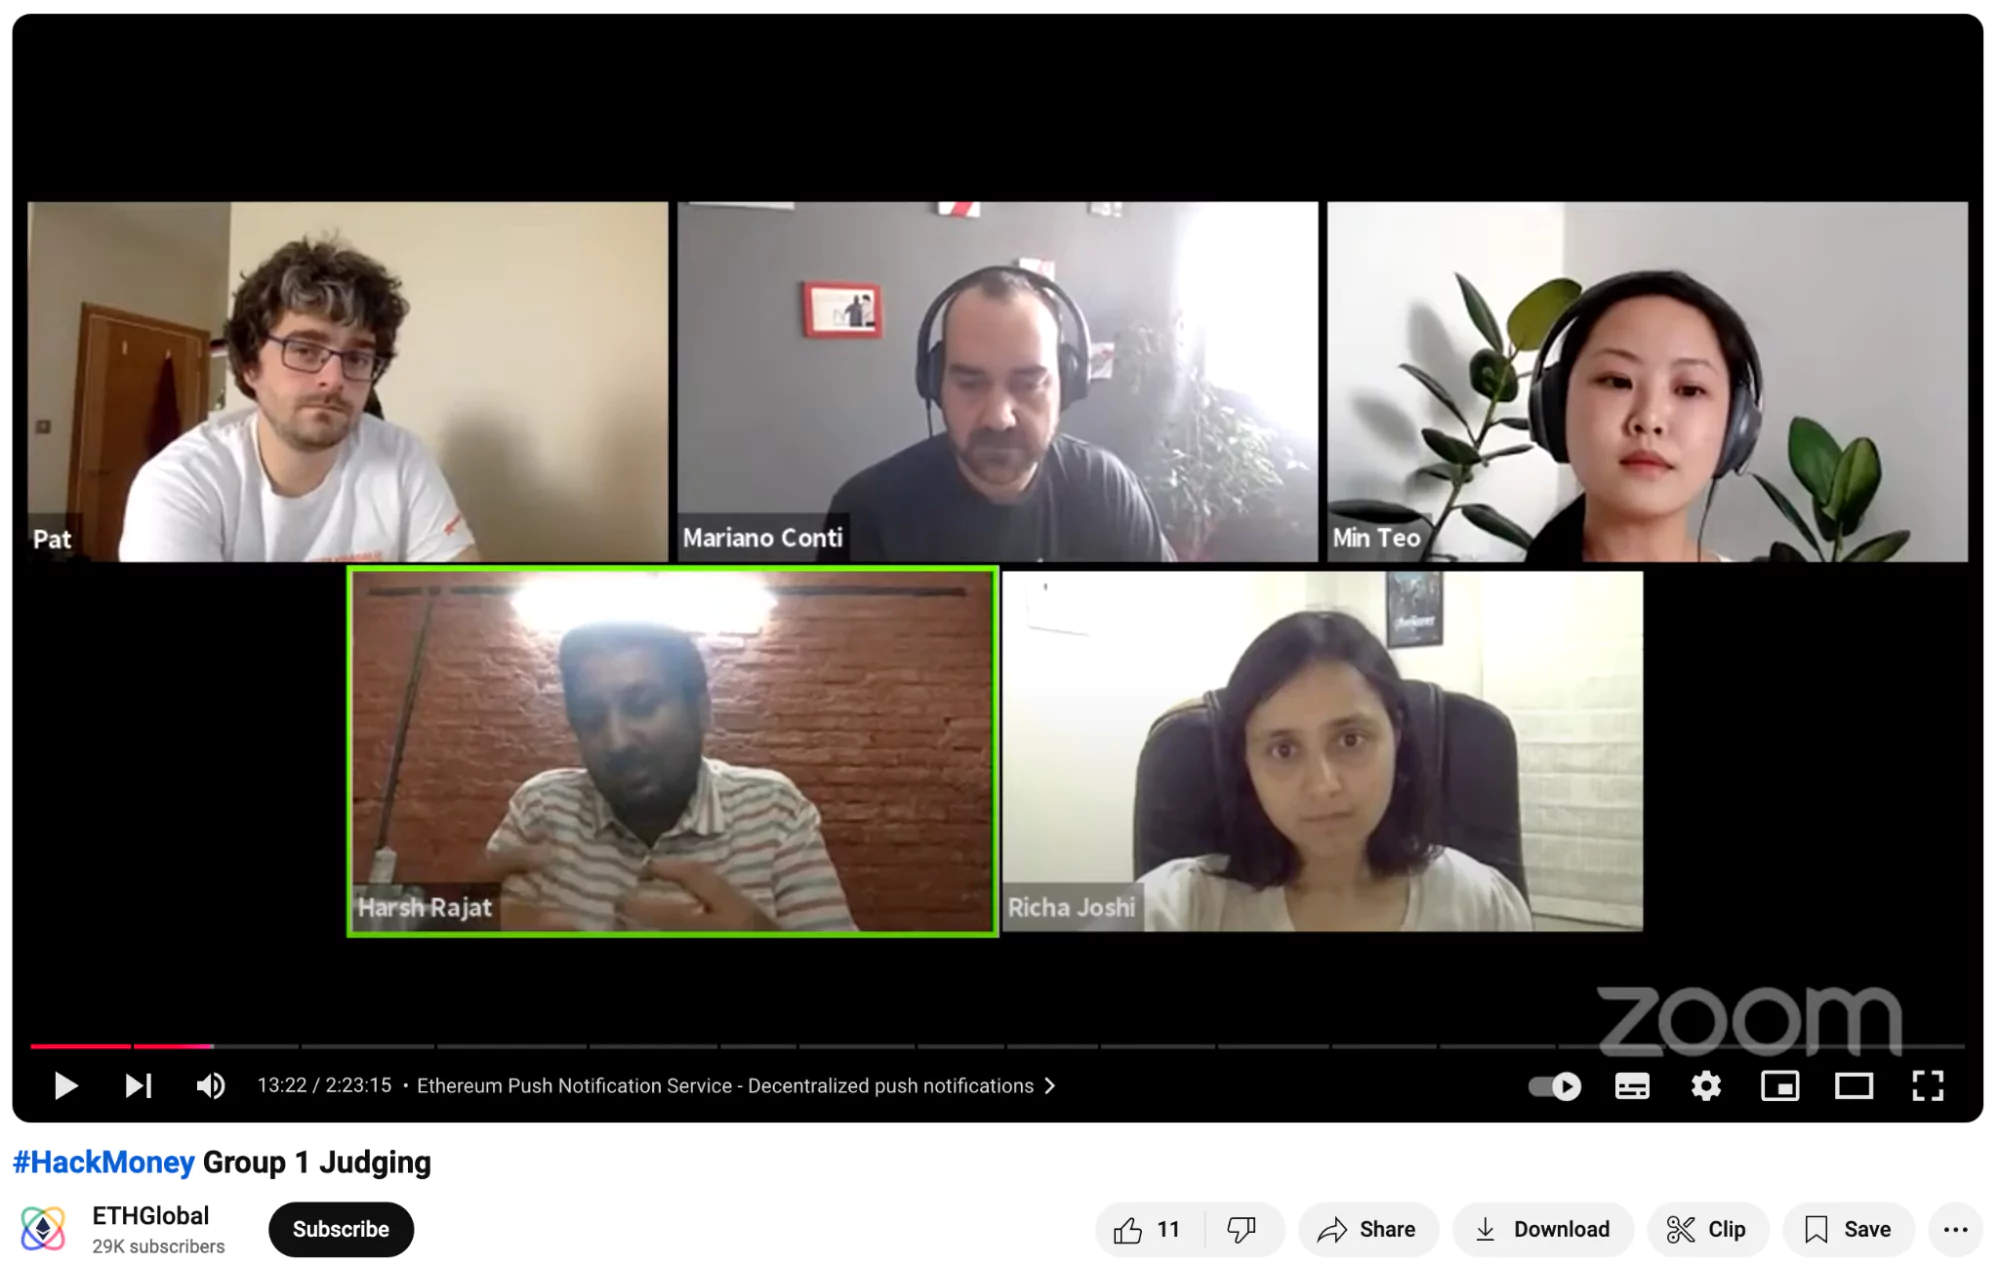 Pat
Mariano Conti
Min Teo
Harsh Rajat
Richa Joshi
zoom
13:22 / 2:23:15 • Ethereum Push Notification Service - Decentralized push notifications
#HackMoney Group 1 Judging
ETHGlobal
29K subscribers
Subscribe
11
Share
Download
Clip
Save